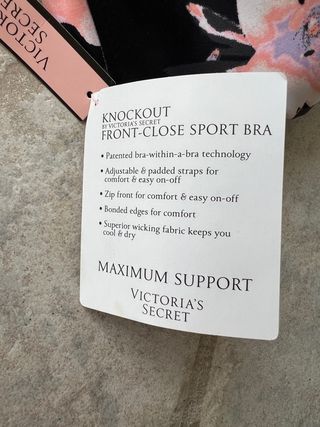 VICTORIA'S
SECRET
KNOCKOUT
BY VICTORIA'S SECRET
FRONT-CLOSE SPORT BRA
• Patented bra-within-a-bra technology
• Adjustable & padded straps for
comfort & easy on-off
• Zip front for comfort & easy on-off
• Bonded edges for comfort
• Superior wicking fabric keeps you
cool & dry
MAXIMUM SUPPORT
VICTORIA'S
SECRET